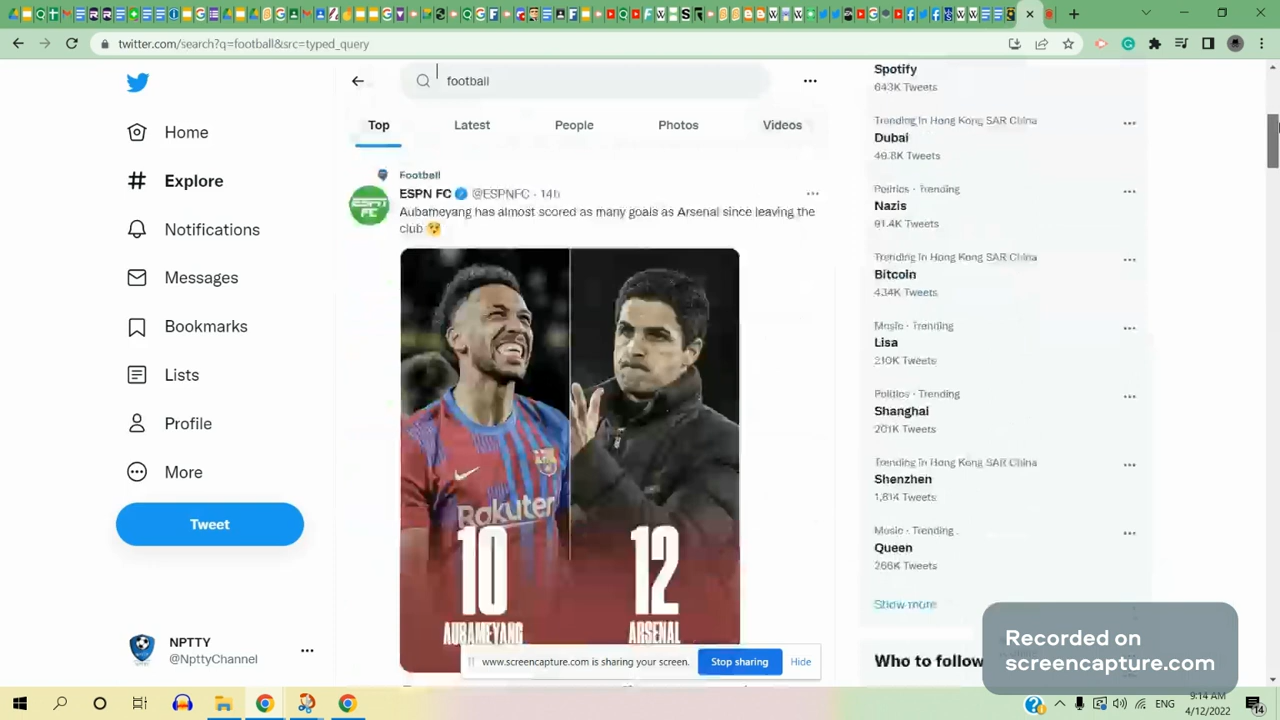 twitter.com/search?q=football&src=typed_query
football
Home
Explore
Notifications
Messages
Bookmarks
Lists
Profile
More
Tweet
NPTTY
@NpttyChannel
Top
Latest
People
Photos
Videos
Football
ESPN FC @ESPNFC · 14h
Aubameyang has almost scored as many goals as Arsenal since leaving the
club
Rakuten
10
AUBAMEYANG
12
ARSENAL
Spotify
643K Tweets
Trending in Hong Kong SAR China
Dubai
49.8K Tweets
Politics · Trending
Nazis
91.4K Tweets
Trending in Hong Kong SAR China
Bitcoin
434K Tweets
Music · Trending
Lisa
210K Tweets
Politics · Trending
Shanghai
201K Tweets
Trending in Hong Kong SAR China
Shenzhen
1,814 Tweets
Music · Trending
Queen
266K Tweets
Show more
Who to follow
www.screencapture.com is sharing your screen.
Stop sharing
Hide
Recorded on
screencapture.com
ENG
9:14 AM
4/12/2022
14